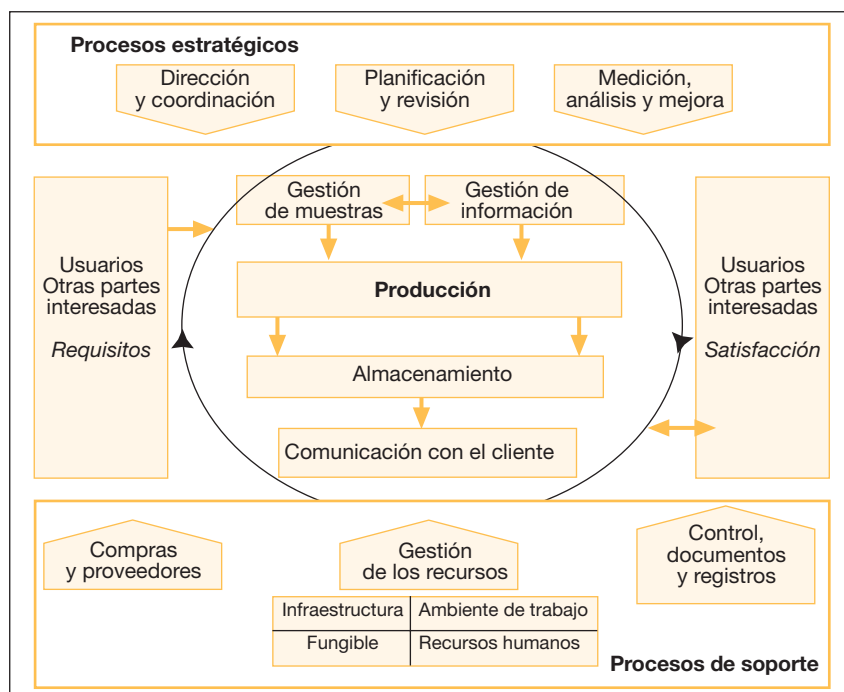 Procesos estratégicos
Dirección
y coordinación
Planificación
y revisión
Medición,
análisis y mejora
Gestión
de muestras
Gestión de
información
Usuarios
Otras partes
interesadas
Requisitos
Producción
Usuarios
Otras partes
interesadas
Satisfacción
Almacenamiento
Comunicación con el cliente
Compras
y proveedores
Gestión
de los recursos
Control,
documentos
y registros
Infraestructura
Ambiente de trabajo
Fungible
Recursos humanos
Procesos de soporte